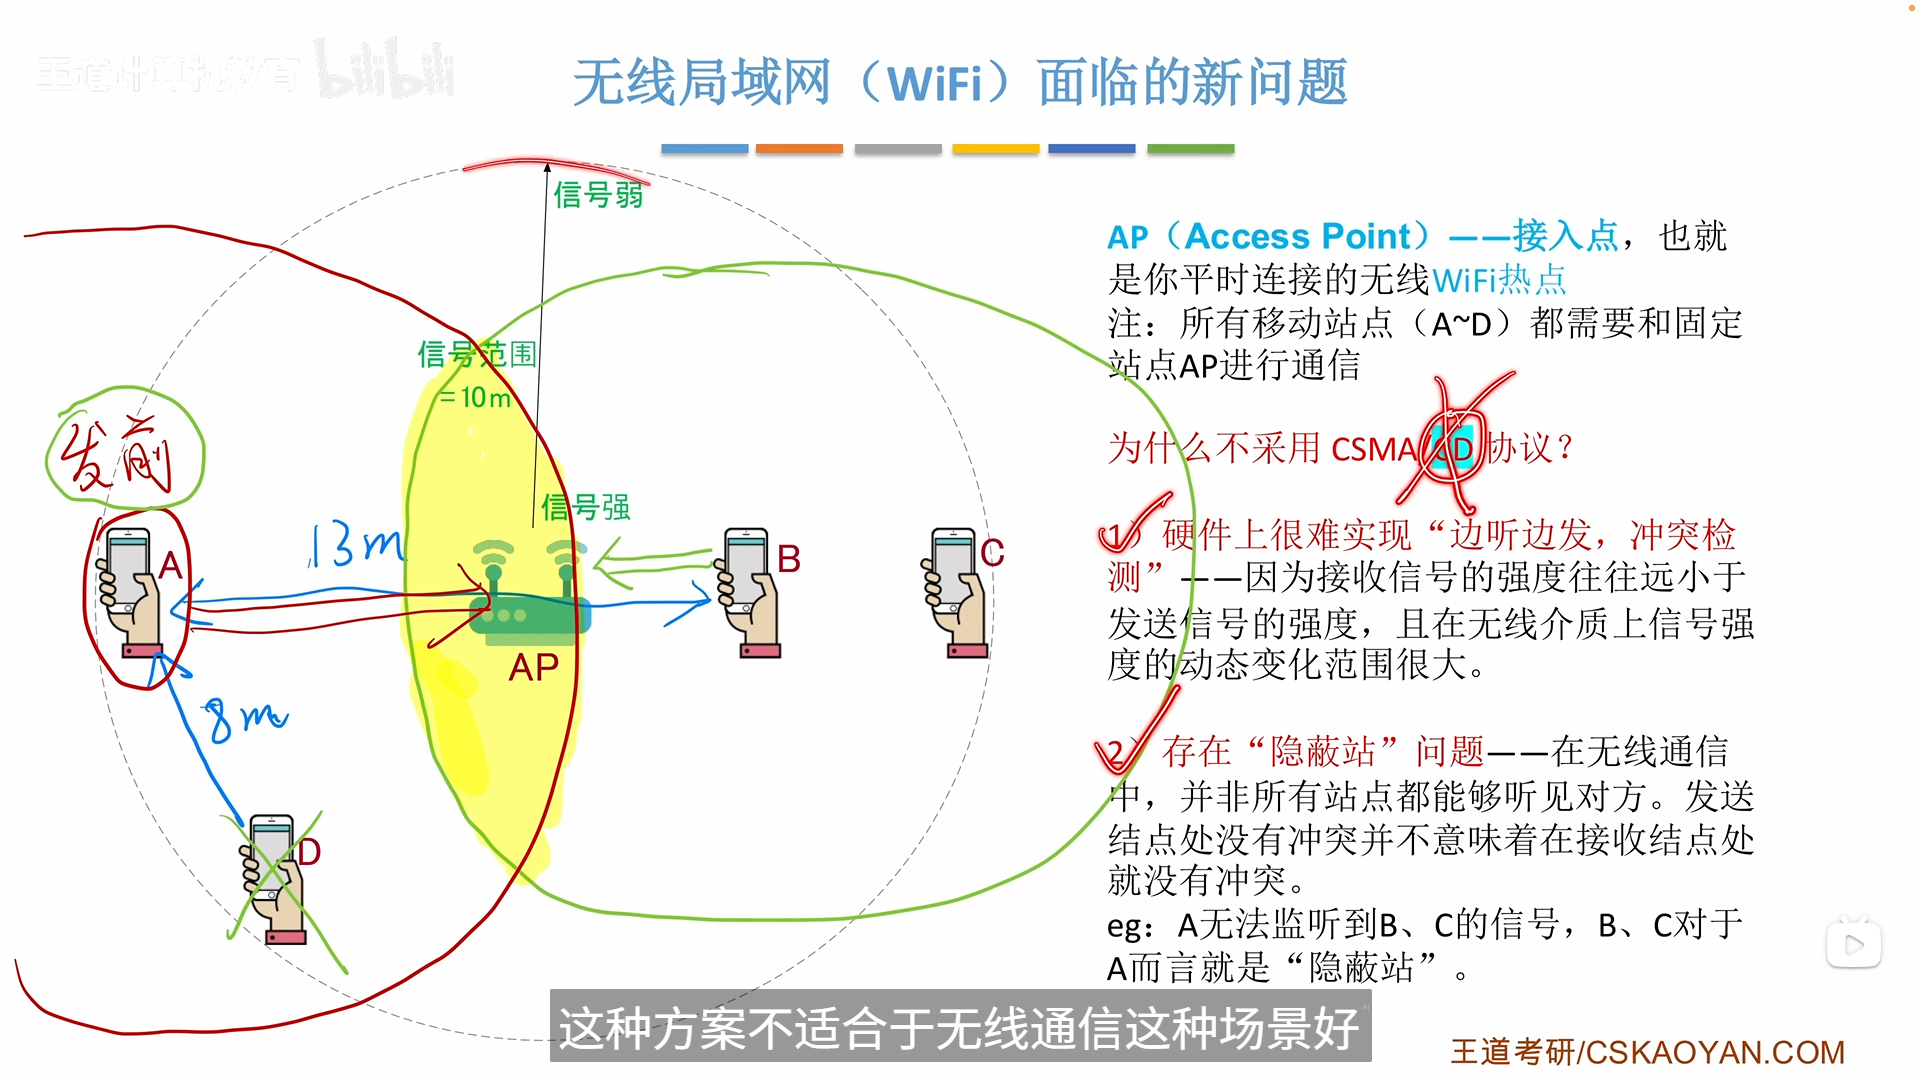 王道计算机教育 bilibili
无线局域网（WiFi）面临的新问题
信号弱
信号范围
=10m
信号强
发前
13m
8m
A
B
C
D
AP
AP（Access Point）——接入点，也就
是你平时连接的无线WiFi热点
注：所有移动站点（A~D）都需要和固定
站点AP进行通信
为什么不采用 CSMA/CD 协议？
1）硬件上很难实现“边听边发，冲突检
测”——因为接收信号的强度往往远小于
发送信号的强度，且在无线介质上信号强
度的动态变化范围很大。
2）存在“隐蔽站”问题——在无线通信
中，并非所有站点都能够听见对方。发送
结点处没有冲突并不意味着在接收结点处
就没有冲突。
eg：A无法监听到B、C的信号，B、C对于
A而言就是“隐蔽站”。
这种方案不适合于无线通信这种场景好
王道考研/CSKAOYAN.COM